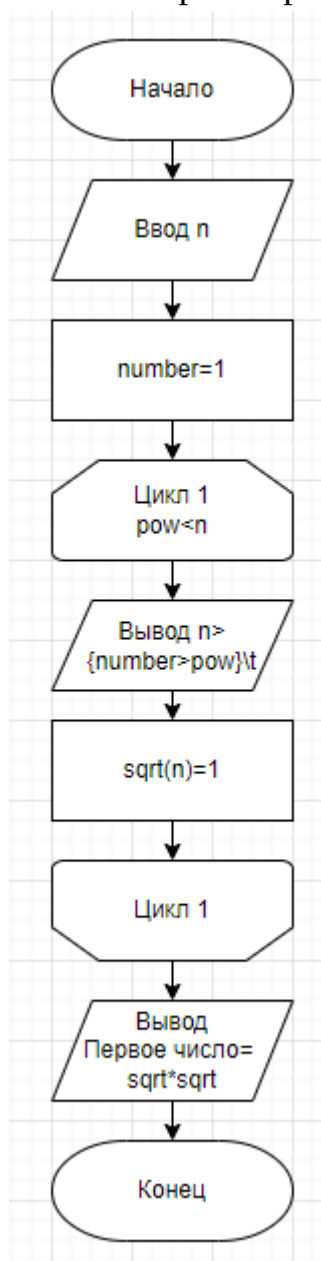 Начало
Ввод n
number=1
Цикл 1
pow<n
Вывод n>
{number>pow}\t
sqrt(n)=1
Цикл 1
Вывод
Первое число=
sqrt*sqrt
Конец